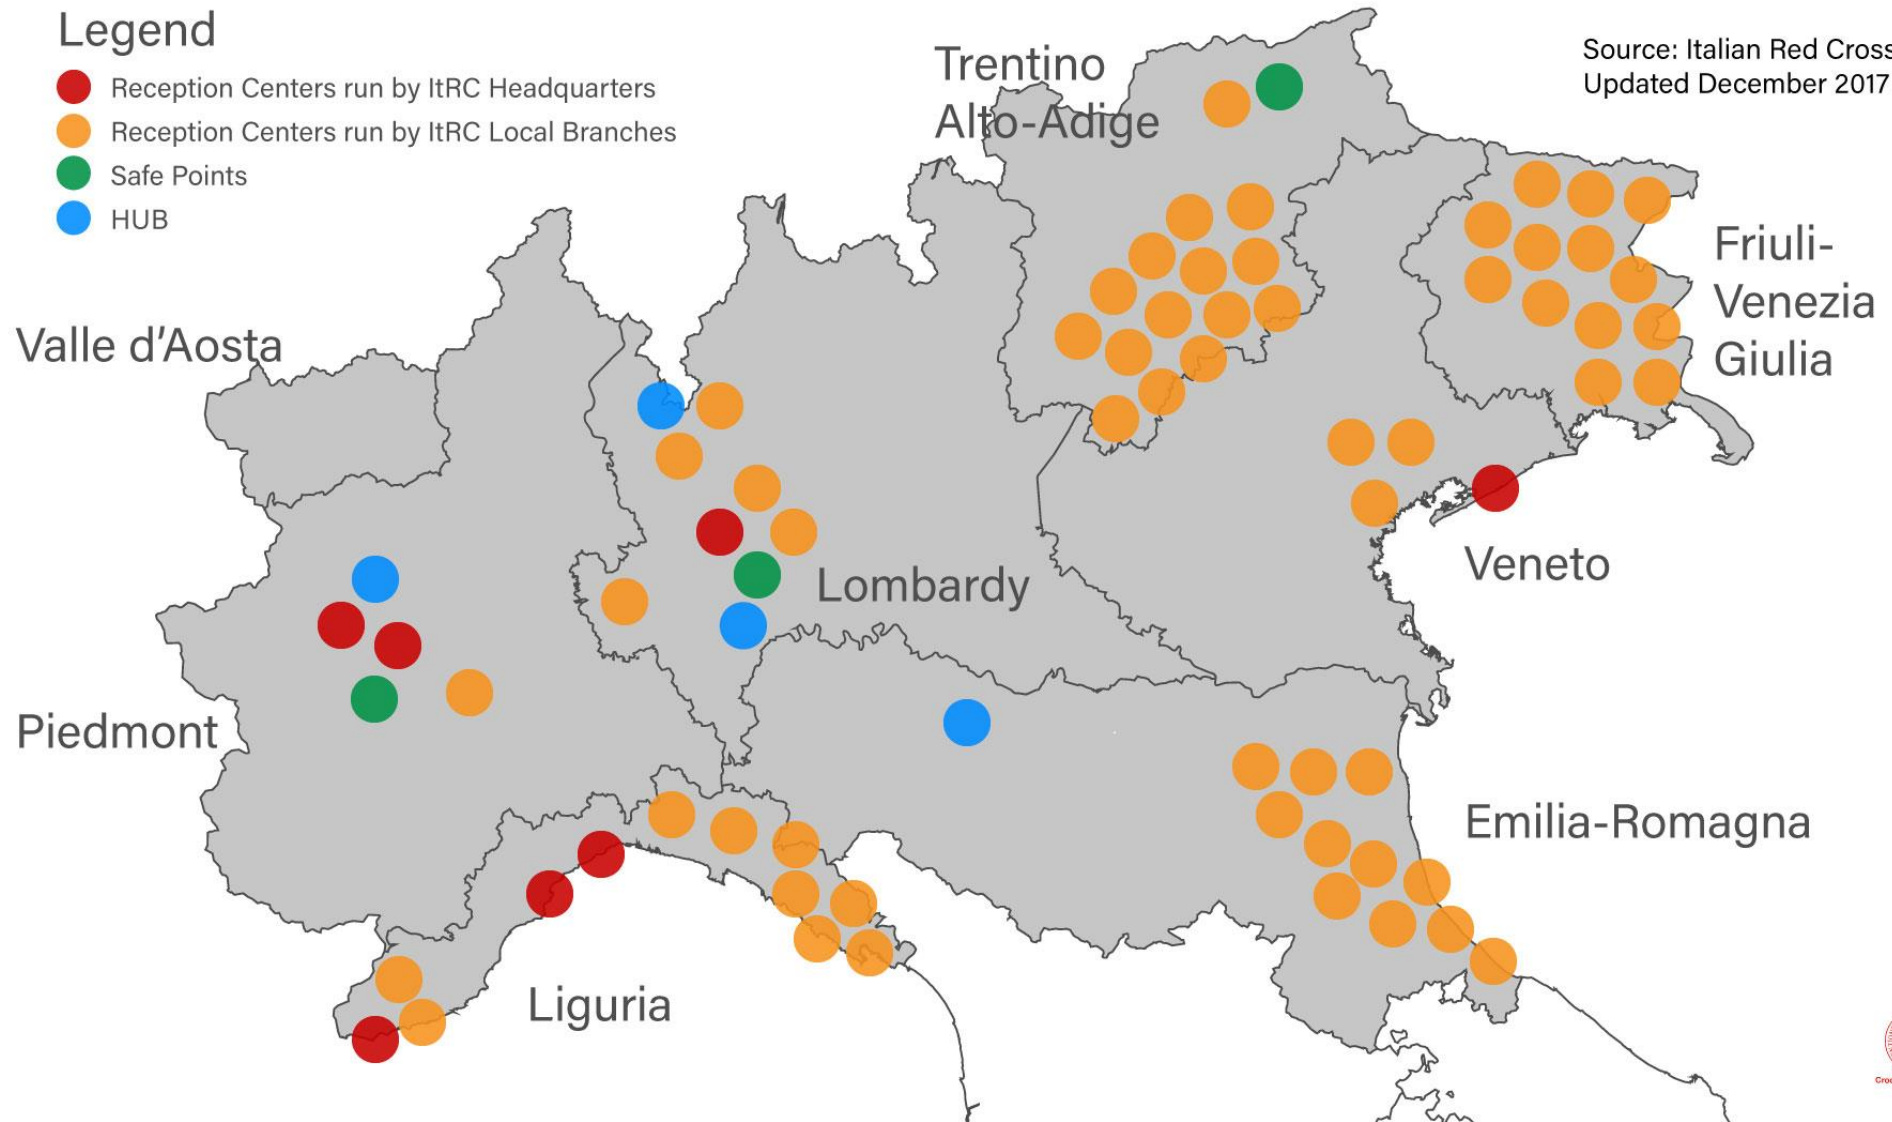 Legend
Reception Centers run by ItRC Headquarters
Reception Centers run by ItRC Local Branches
Safe Points
HUB
Source: Italian Red Cross
Updated December 2017
Trentino
Alto-Adige
Friuli-
Venezia
Giulia
Valle d'Aosta
Veneto
Lombardy
Piedmont
Emilia-Romagna
Liguria